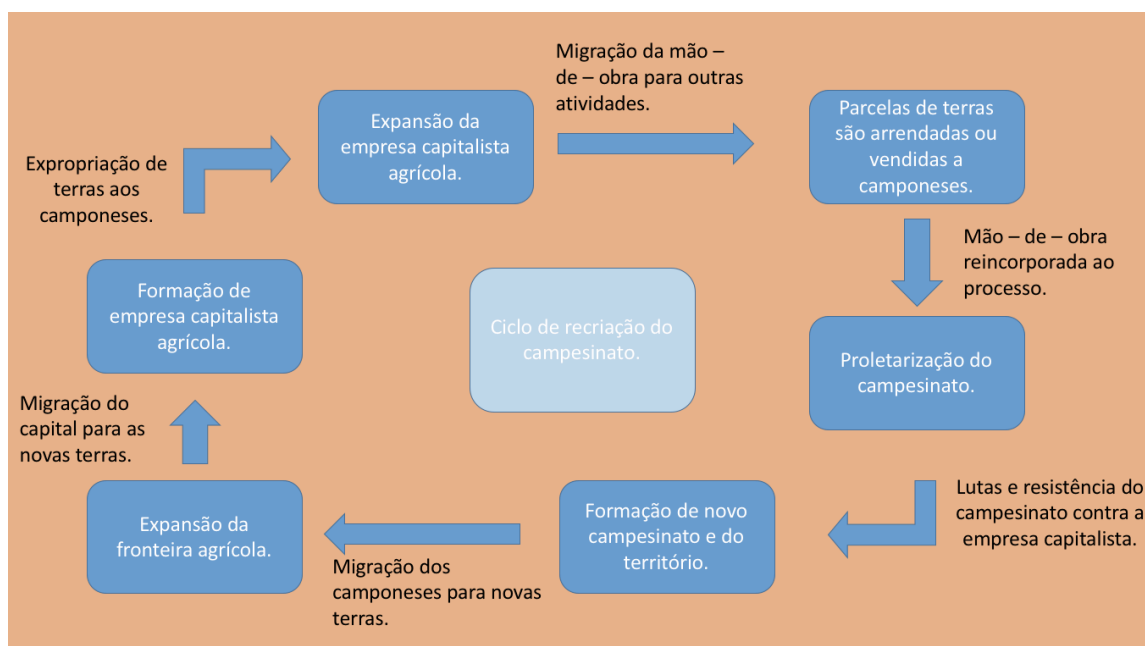 Migração da mão –
de – obra para outras
atividades.
Expansão da
empresa capitalista
agrícola.
Parcelas de terras
são arrendadas ou
vendidas a
camponeses.
Expropriação de
terras aos
camponeses.
Mão – de – obra
reincorporada ao
processo.
Formação de
empresa capitalista
agrícola.
Ciclo de recriação do
campesinato.
Proletarização do
campesinato.
Migração do
capital para as
novas terras.
Lutas e resistência do
campesinato contra a
empresa capitalista.
Formação de novo
campesinato e do
território.
Expansão da
fronteira agrícola.
Migração dos
camponeses para novas
terras.